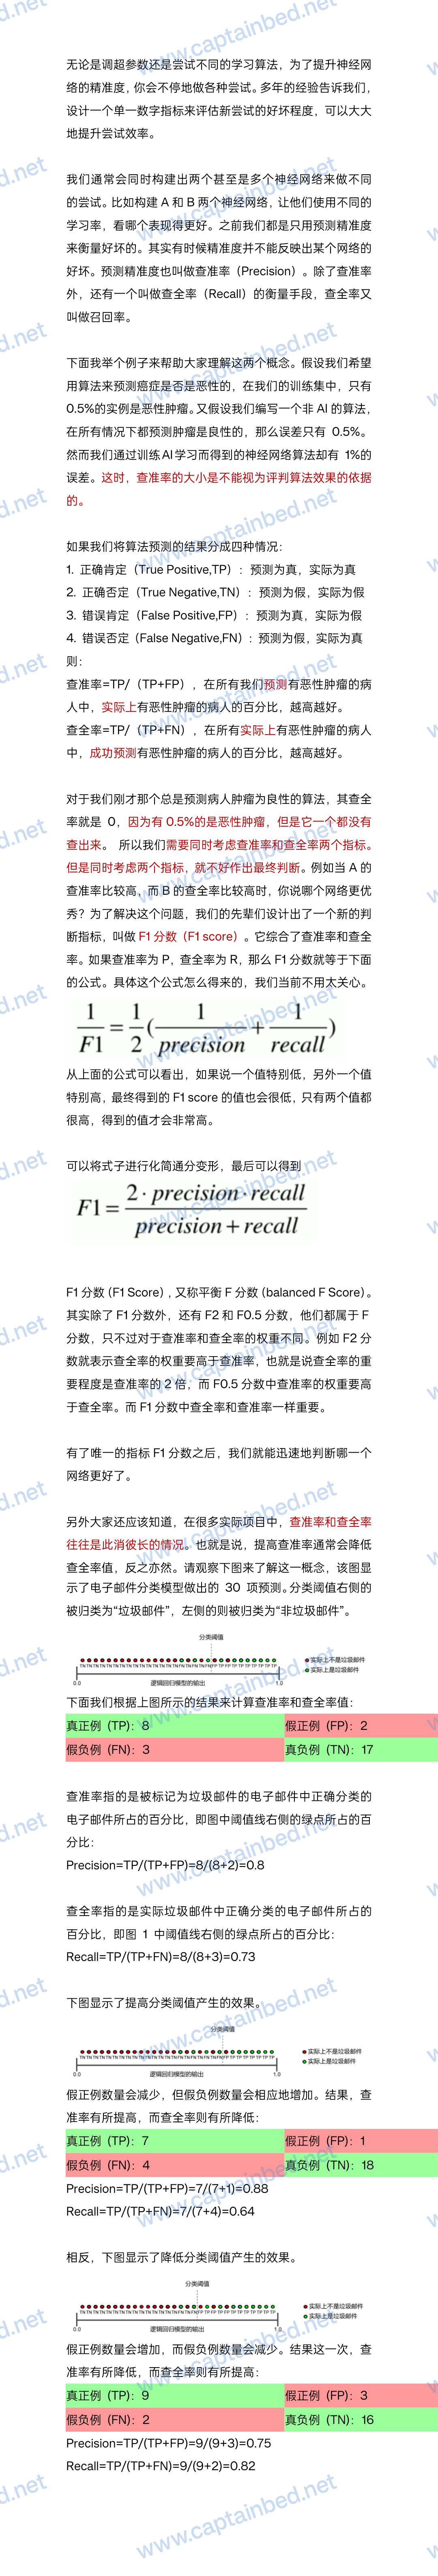 无论是调超参数还是尝试不同的学习算法，为了提升神经网
络的精准度，你会不停地做各种尝试。多年的经验告诉我们，
设计一个单一数字指标来评估新尝试的好坏程度，可以大大
地提升尝试效率。
我们通常会同时构建出两个甚至是多个神经网络来做不同
的尝试。比如构建 A 和 B 两个神经网络，让他们使用不同的
学习率，看哪个表现得更好。之前我们都是只用预测精准度
来衡量好坏的。其实有时候精准度并不能反映出某个网络的
好坏。预测精准度也叫做查准率（Precision）。除了查准率
外，还有一个叫做查全率（Recall）的衡量手段，查全率又
叫做召回率。
下面我举个例子来帮助大家理解这两个概念。假设我们希望
用算法来预测癌症是否是恶性的，在我们的训练集中，只有
0.5%的实例是恶性肿瘤。又假设我们编写一个非 AI 的算法，
在所有情况下都预测肿瘤是良性的，那么误差只有 0.5%。
然而我们通过训练AI学习而得到的神经网络算法却有 1%的
误差。这时，查准率的大小是不能视为评判算法效果的依据
的。
如果我们将算法预测的结果分成四种情况：
1. 正确肯定（True Positive,TP）：预测为真，实际为真
2. 正确否定（True Negative,TN）：预测为假，实际为假
3. 错误肯定（False Positive,FP）：预测为真，实际为假
4. 错误否定（False Negative,FN）：预测为假，实际为真
则：
查准率=TP/（TP+FP），在所有我们预测有恶性肿瘤的病
人中，实际上有恶性肿瘤的病人的百分比，越高越好。
查全率=TP/（TP+FN），在所有实际上有恶性肿瘤的病人
中，成功预测有恶性肿瘤的病人的百分比，越高越好。
对于我们刚才那个总是预测病人肿瘤为良性的算法，其查全
率就是 0，因为有 0.5%的是恶性肿瘤，但是它一个都没有
查出来。 所以我们需要同时考虑查准率和查全率两个指标。
但是同时考虑两个指标，就不好作出最终判断。例如当 A 的
查准率比较高，而 B 的查全率比较高时，你说哪个网络更优
秀？为了解决这个问题，我们的先辈们设计出了一个新的判
断指标，叫做 F1 分数（F1 score）。它综合了查准率和查全
率。如果查准率为 P，查全率为 R，那么 F1 分数就等于下面
的公式。具体这个公式怎么得来的，我们当前不用太关心。
1/F1 = 1/2(1/precision + 1/recall)
从上面的公式可以看出，如果说一个值特别低，另外一个值
特别高，最终得到的 F1 score 的值也会很低，只有两个值都
很高，得到的值才会非常高。
可以将式子进行化简通分变形，最后可以得到
F1 = 2·precision·recall/precision + recall
F1 分数（F1 Score），又称平衡 F 分数（balanced F Score）。
其实除了 F1 分数外，还有 F2 和 F0.5 分数，他们都属于 F
分数，只不过对于查准率和查全率的权重不同。例如 F2 分
数就表示查全率的权重要高于查准率，也就是说查全率的重
要程度是查准率的 2 倍，而 F0.5 分数中查准率的权重要高
于查全率。而 F1 分数中查全率和查准率一样重要。
有了唯一的指标 F1 分数之后，我们就能迅速地判断哪一个
网络更好了。
另外大家还应该知道，在很多实际项目中，查准率和查全率
往往是此消彼长的情况。也就是说，提高查准率通常会降低
查全率值，反之亦然。请观察下图来了解这一概念，该图显
示了电子邮件分类模型做出的 30 项预测。分类阈值右侧的
被归类为“垃圾邮件”，左侧的则被归类为“非垃圾邮件”。
分类阈值
实际上不是垃圾邮件
实际上是垃圾邮件
0.0
逻辑回归模型的输出
1.0
下面我们根据上图所示的结果来计算查准率和查全率值：
真正例 (TP)：8
假正例 (FP)：2
假负例 (FN)：3
真负例 (TN)：17
查准率指的是被标记为垃圾邮件的电子邮件中正确分类的
电子邮件所占的百分比，即图中阈值线右侧的绿点所占的百
分比：
Precision=TP/(TP+FP)=8/(8+2)=0.8
查全率指的是实际垃圾邮件中正确分类的电子邮件所占的
百分比，即图 1 中阈值线右侧的绿点所占的百分比：
Recall=TP/(TP+FN)=8/(8+3)=0.73
下图显示了提高分类阈值产生的效果。
分类阈值
实际上不是垃圾邮件
实际上是垃圾邮件
0.0
逻辑回归模型的输出
1.0
假正例数量会减少，但假负例数量会相应地增加。结果，查
准率有所提高，而查全率则有所降低：
真正例 (TP)：7
假正例 (FP)：1
假负例 (FN)：4
真负例 (TN)：18
Precision=TP/(TP+FP)=7/(7+1)=0.88
Recall=TP/(TP+FN)=7/(7+4)=0.64
相反，下图显示了降低分类阈值产生的效果。
分类阈值
实际上不是垃圾邮件
实际上是垃圾邮件
0.0
逻辑回归模型的输出
1.0
假正例数量会增加，而假负例数量会减少。结果这一次，查
准率有所降低，而查全率则有所提高：
真正例 (TP)：9
假正例 (FP)：3
假负例 (FN)：2
真负例 (TN)：16
Precision=TP/(TP+FP)=9/(9+3)=0.75
Recall=TP/(TP+FN)=9/(9+2)=0.82
www.captainbed.net